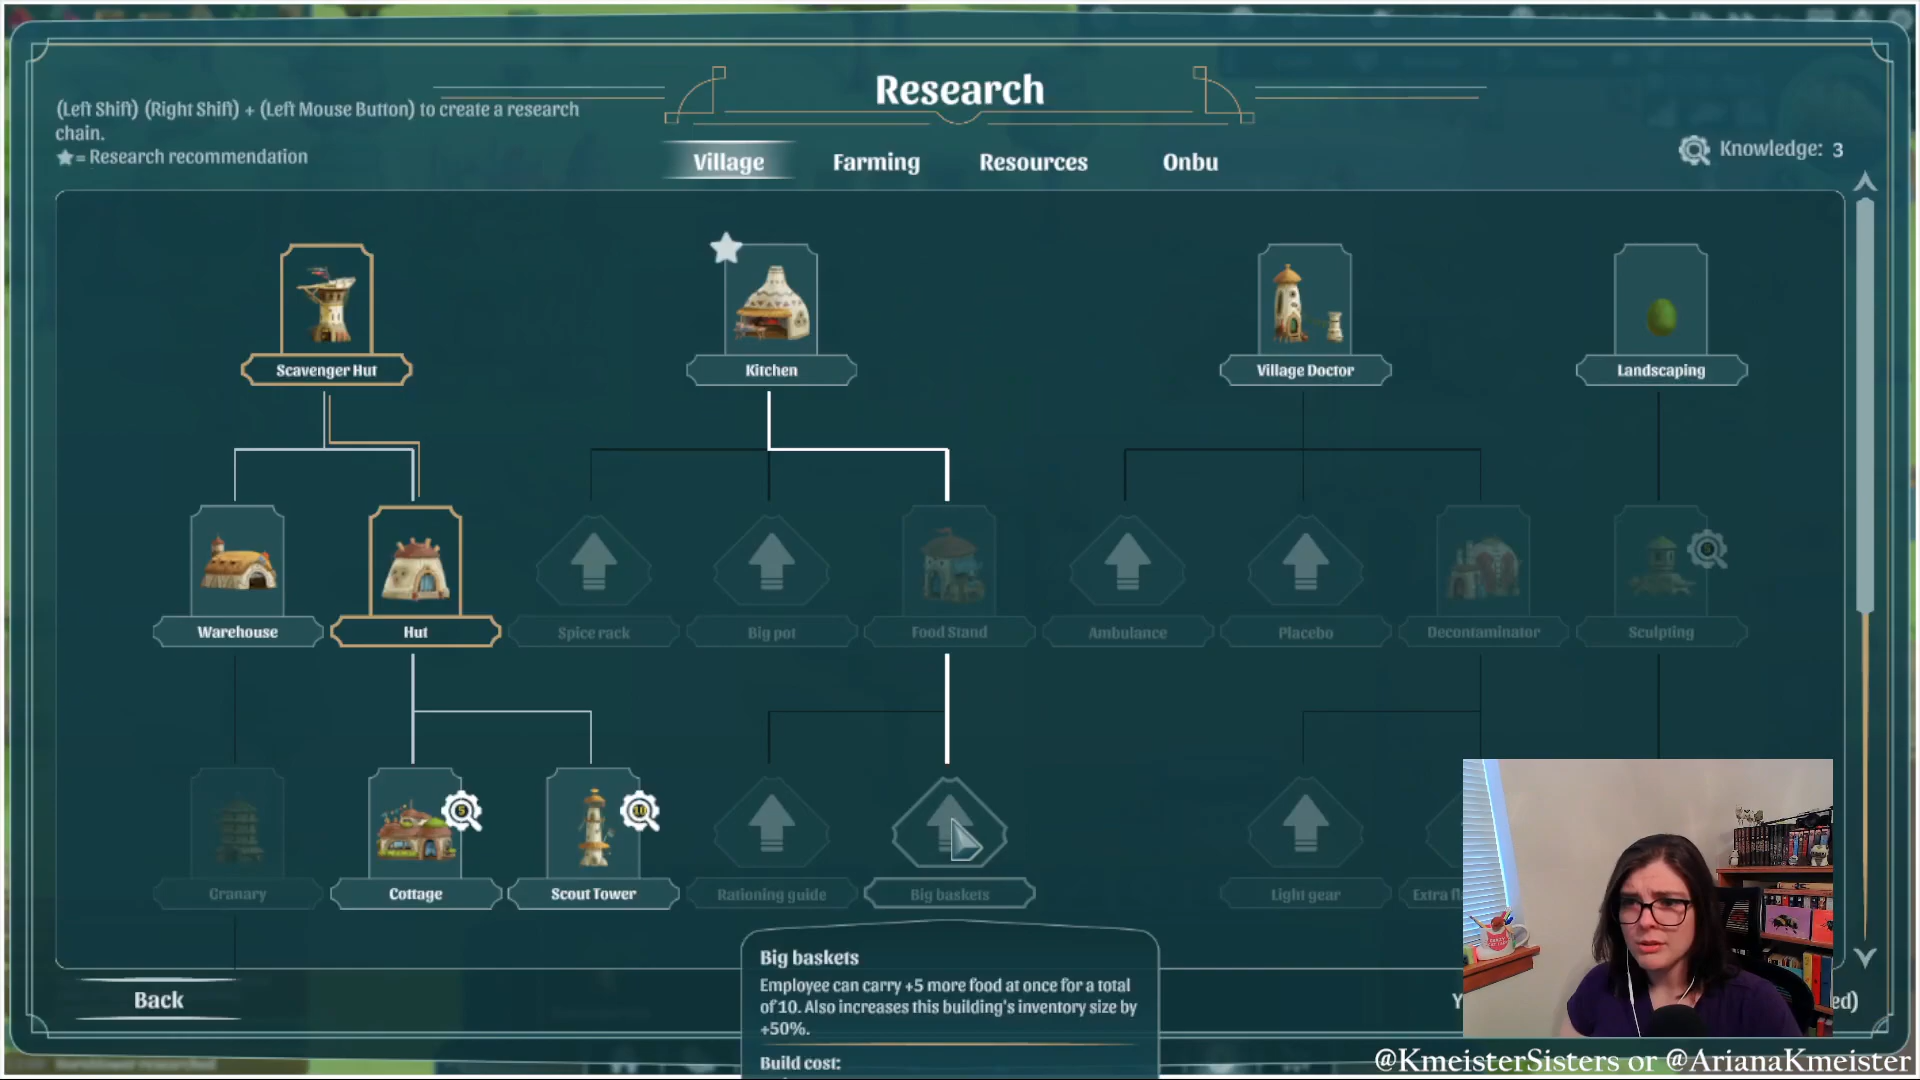 Research
(Left Shift) (Right Shift) + (Left Mouse Button) to create a research
chain.
= Research recommendation
Village Farming Resources Onbu
Knowledge: 3
Scavenger Hut
Kitchen
Village Doctor
Landscaping
Warehouse
Hut
Spice rack
Big pot
Food Stand
Ambulance
Placebo
Decontaminator
Sculpting
5
10
Granary
Cottage
Scout Tower
Rationing guide
Big baskets
Light gear
Big baskets
Employee can carry +5 more food at once for a total
of 10. Also increases this building's inventory size by
+50%.
Build cost:
Back
@KmeisterSisters or @ArianaKmeister